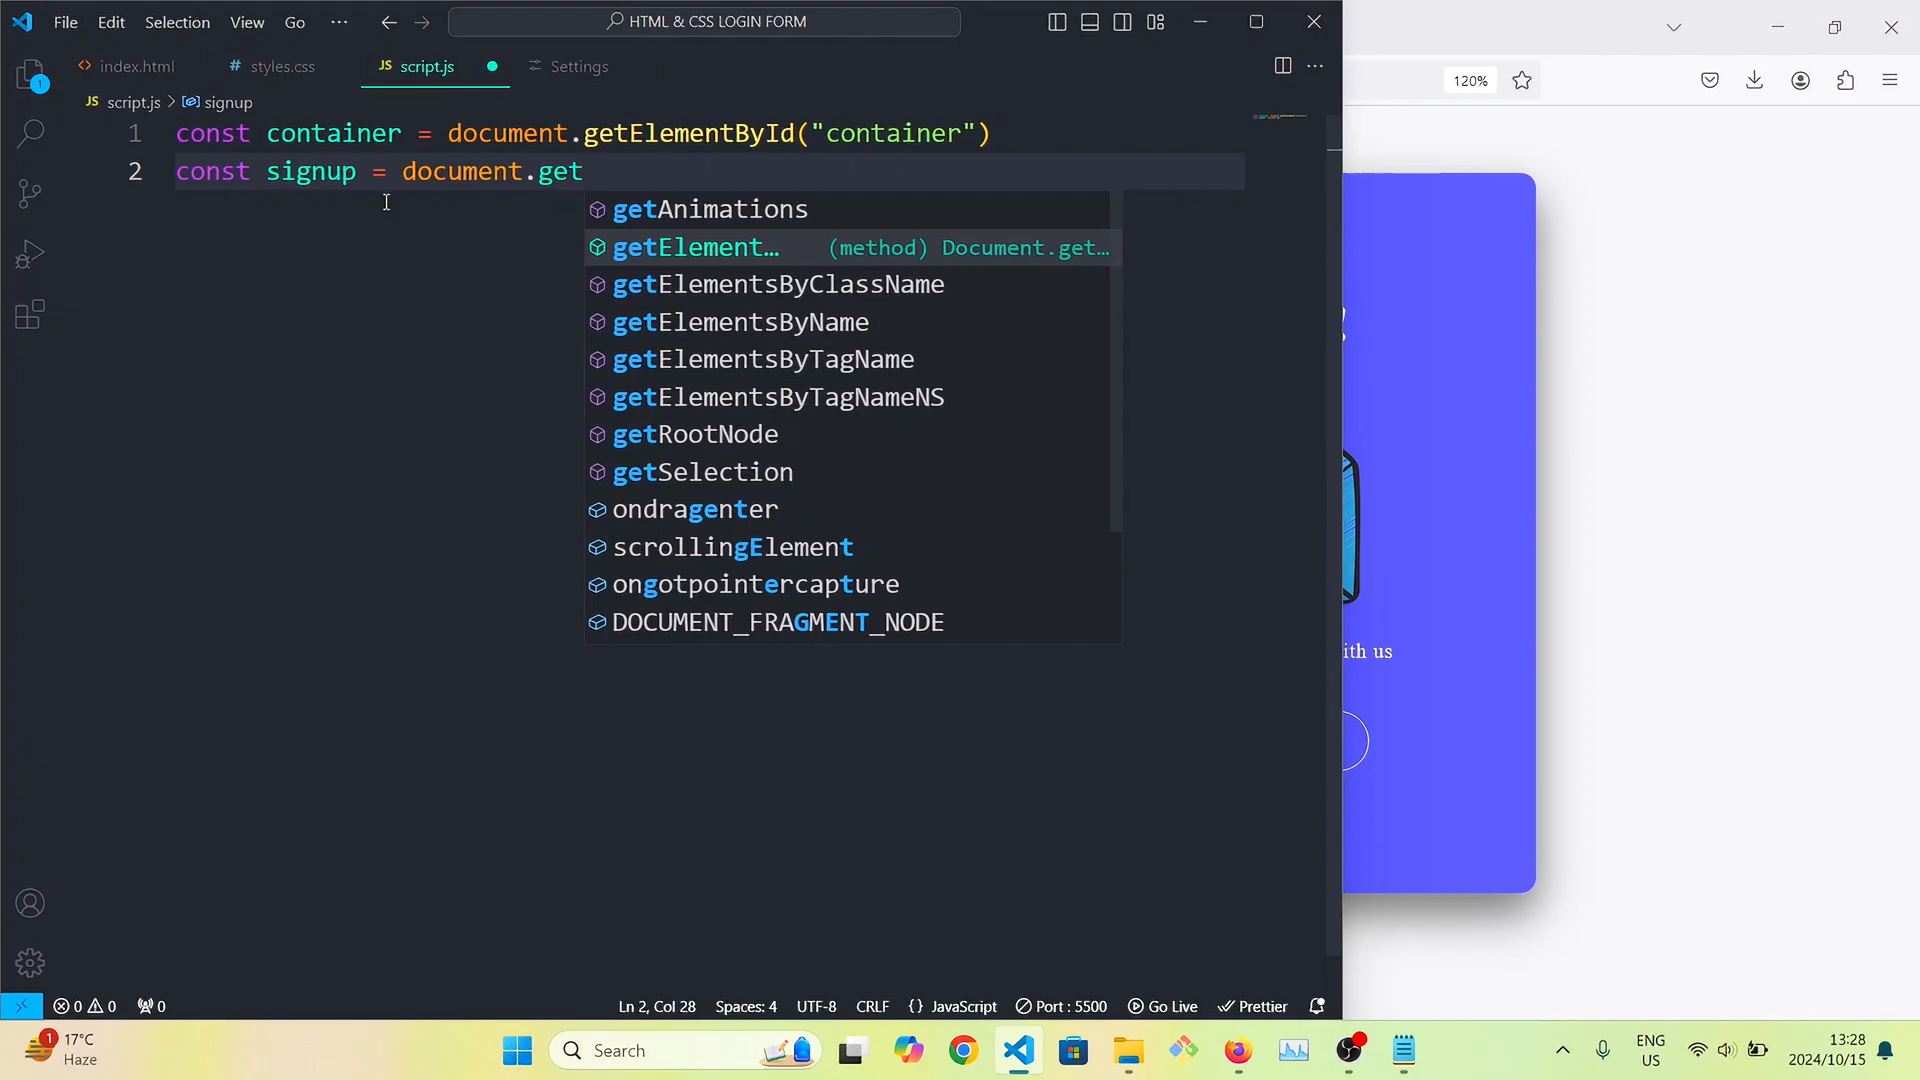 File Edit Selection View Go ··· HTML & CSS LOGIN FORM
120%
index.html # styles.css JS script.js Settings
JS script.js > signup
1 const container = document.getElementById("container")
2 const signup = document.get
getAnimations
getElement… (method) Document.get…
getElementsByClassName
getElementsByName
getElementsByTagName
getElementsByTagNameNS
getRootNode
getSelection
ondragenter
scrollingElement
ongotpointercapture
DOCUMENT_FRAGMENT_NODE
ith us
1
0 0 0 Ln 2, Col 28 Spaces: 4 UTF-8 CRLF {} JavaScript Port : 5500 Go Live Prettier
1 17°C
Haze
Search
ENG
US
13:28
2024/10/15